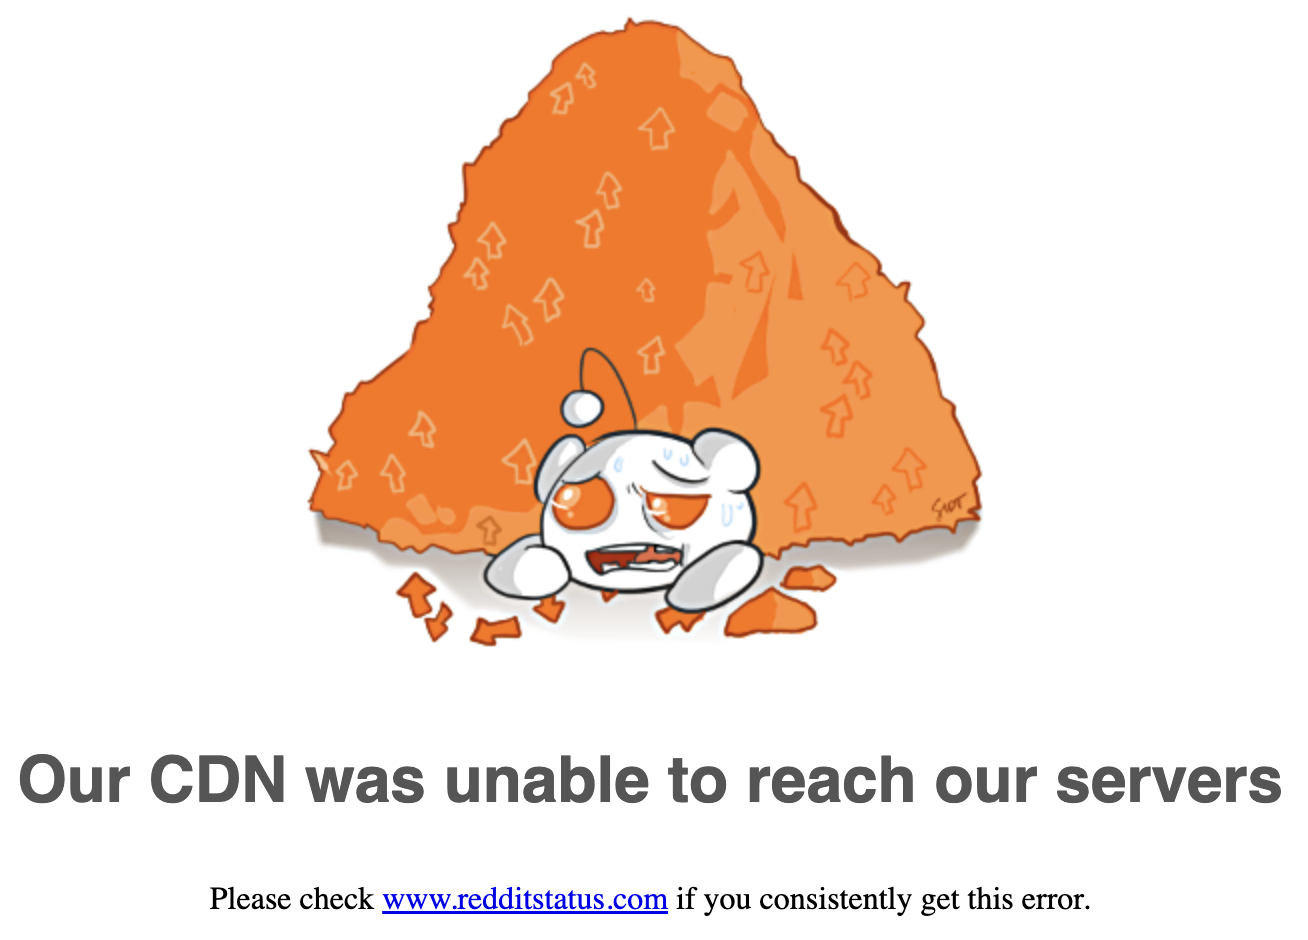 Our CDN was unable to reach our servers
Please check www.redditstatus.com if you consistently get this error.